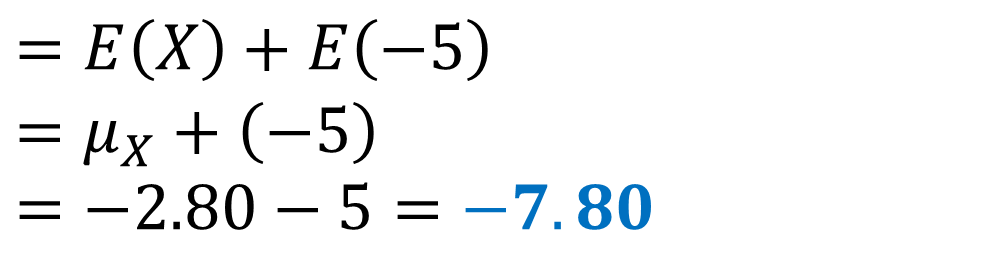 = E(X) + E(−5)
= μ_X + (−5)
= −2.80 − 5 = −7.80